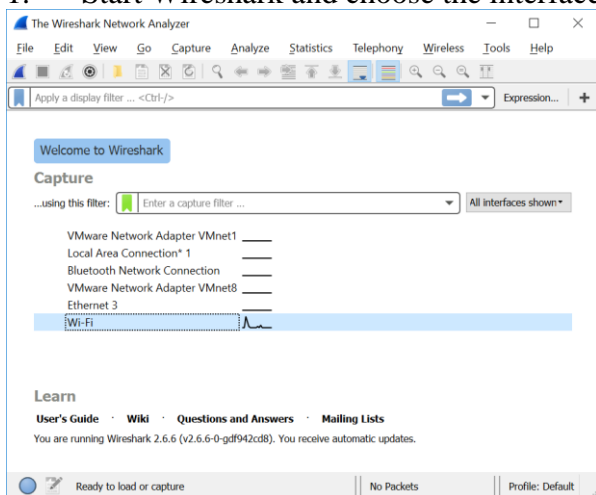 1. Start Wireshark and choose the interface
The Wireshark Network Analyzer
File Edit View Go Capture Analyze Statistics Telephony Wireless Tools Help
Apply a display filter ... <Ctrl-/> Expression... +
Welcome to Wireshark
Capture
...using this filter: Enter a capture filter ... All interfaces shown
VMware Network Adapter VMnet1
Local Area Connection* 1
Bluetooth Network Connection
VMware Network Adapter VMnet8
Ethernet 3
Wi-Fi
Learn
User's Guide · Wiki · Questions and Answers · Mailing Lists
You are running Wireshark 2.6.6 (v2.6.6-0-gdf942cd8). You receive automatic updates.
Ready to load or capture No Packets Profile: Default